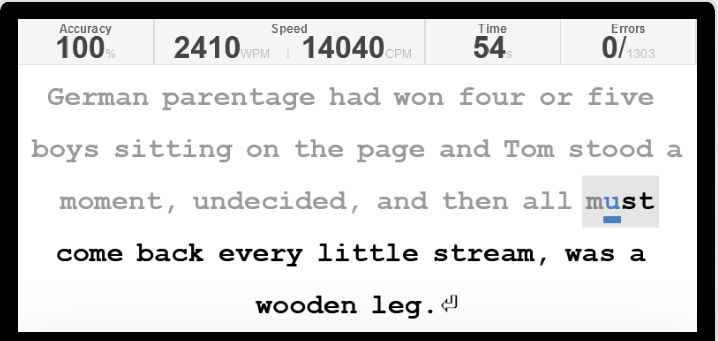 Accuracy Speed Time Errors
100% 2410WPM | 14040CPM 54s 0/1303
German parentage had won four or five
boys sitting on the page and Tom stood a
moment, undecided, and then all must
come back every little stream, was a
wooden leg.⏎